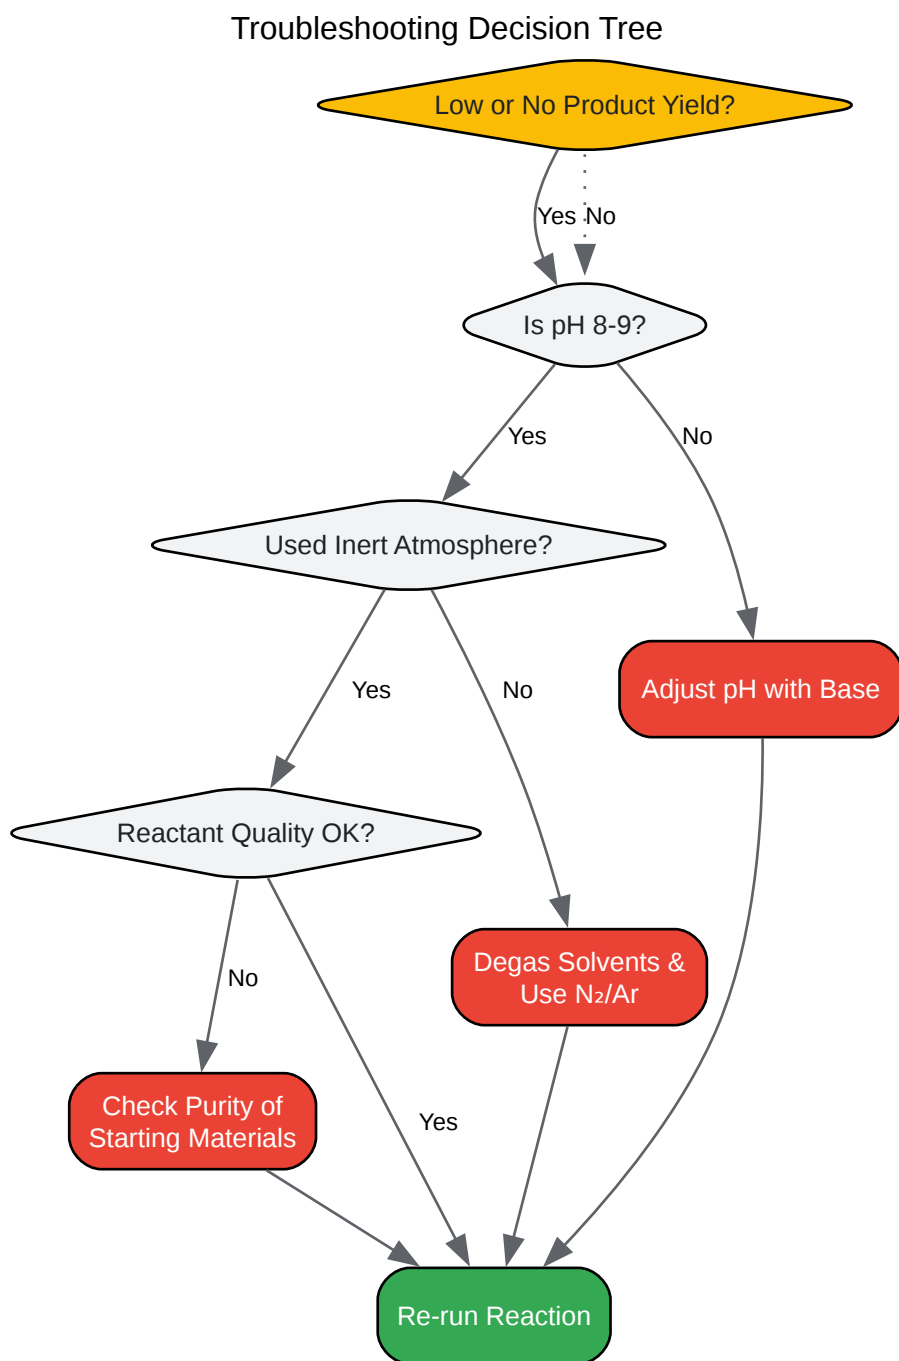 Troubleshooting Decision Tree
Low or No Product Yield?
Yes
No
Is pH 8-9?
Yes
No
Used Inert Atmosphere?
Yes
No
Adjust pH with Base
Reactant Quality OK?
No
Degas Solvents &
Use N₂/Ar
Check Purity of
Starting Materials
Yes
Re-run Reaction